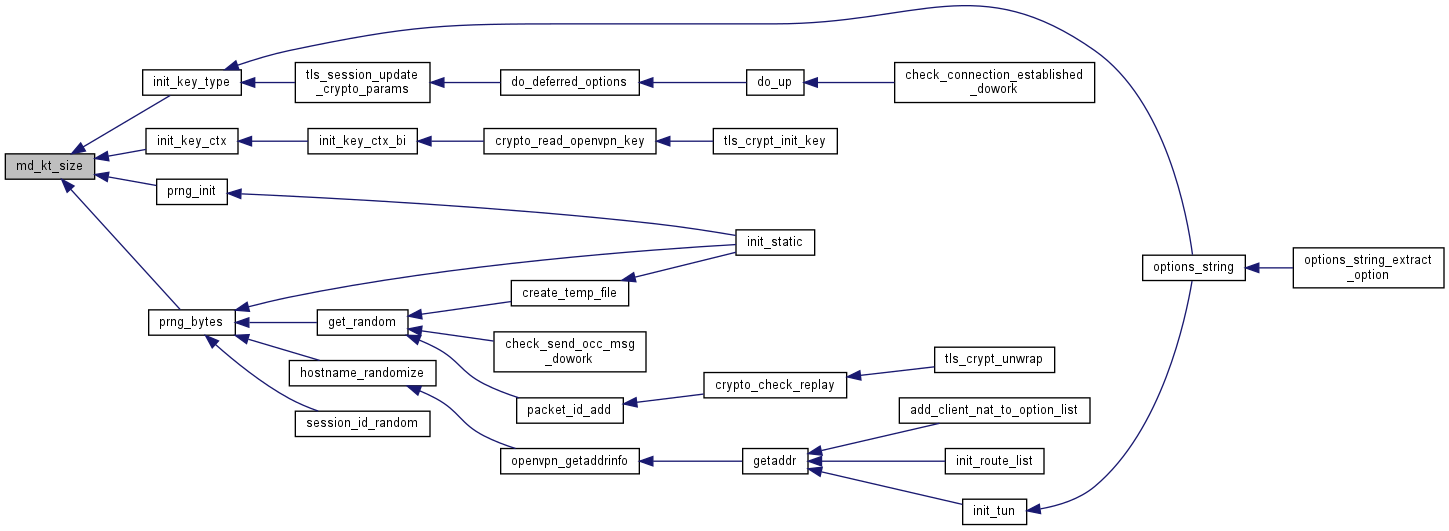 md_kt_size
init_key_type
tls_session_update
_crypto_params
do_deferred_options
do_up
check_connection_established
_dowork
init_key_ctx
init_key_ctx_bi
crypto_read_openvpn_key
tls_crypt_init_key
prng_init
init_static
options_string
options_string_extract
_option
prng_bytes
get_random
create_temp_file
check_send_occ_msg
_dowork
hostname_randomize
session_id_random
packet_id_add
crypto_check_replay
tls_crypt_unwrap
openvpn_getaddrinfo
getaddr
add_client_nat_to_option_list
init_route_list
init_tun